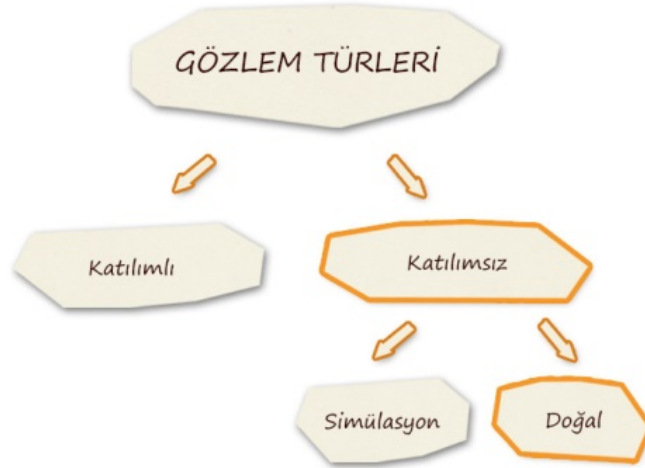 GÖZLEM TÜRLERİ
Katılımlı
Katılımsız
Simülasyon
Doğal